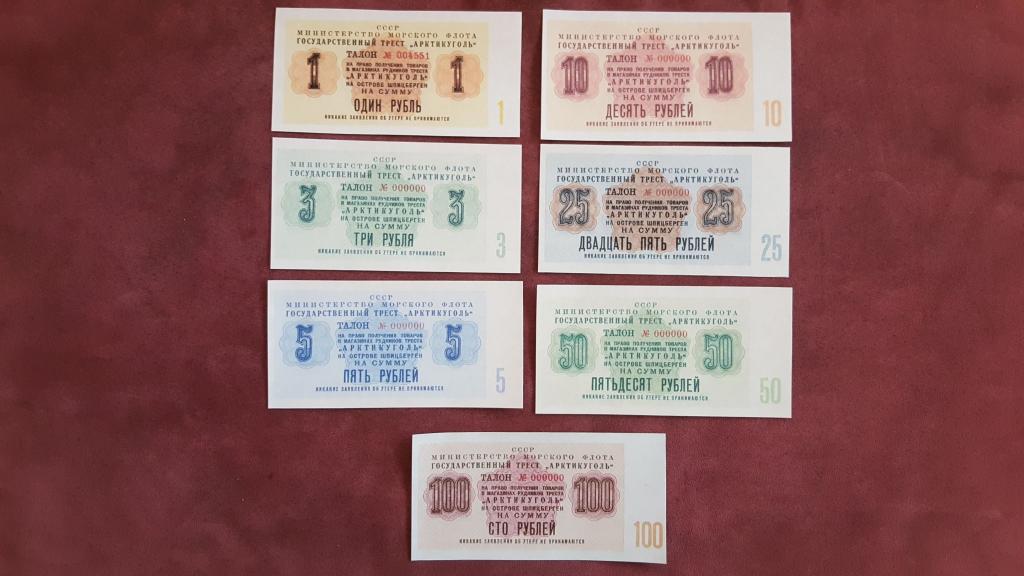 СССР
МИНИСТЕРСТВО МОРСКОГО ФЛОТА
ГОСУДАРСТВЕННЫЙ ТРЕСТ „АРКТИКУГОЛЬ"
ТАЛОН № 004551
НА ПРАВО ПОЛУЧЕНИЯ ТОВАРОВ
В МАГАЗИНАХ РУДНИКОВ ТРЕСТА
1 „АРКТИКУГОЛЬ" 1
НА ОСТРОВЕ ШПИЦБЕРГЕН
НА СУММУ
ОДИН РУБЛЬ
НИКАКИЕ ЗАЯВЛЕНИЯ ОБ УТЕРЕ НЕ ПРИНИМАЮТСЯ
1
СССР
МИНИСТЕРСТВО МОРСКОГО ФЛОТА
ГОСУДАРСТВЕННЫЙ ТРЕСТ „АРКТИКУГОЛЬ"
ТАЛОН № 000000
НА ПРАВО ПОЛУЧЕНИЯ ТОВАРОВ
В МАГАЗИНАХ РУДНИКОВ ТРЕСТА
10 „АРКТИКУГОЛЬ" 10
НА ОСТРОВЕ ШПИЦБЕРГЕН
НА СУММУ
ДЕСЯТЬ РУБЛЕЙ
НИКАКИЕ ЗАЯВЛЕНИЯ ОБ УТЕРЕ НЕ ПРИНИМАЮТСЯ
10
СССР
МИНИСТЕРСТВО МОРСКОГО ФЛОТА
ГОСУДАРСТВЕННЫЙ ТРЕСТ „АРКТИКУГОЛЬ"
ТАЛОН № 000000
НА ПРАВО ПОЛУЧЕНИЯ ТОВАРОВ
В МАГАЗИНАХ РУДНИКОВ ТРЕСТА
3 „АРКТИКУГОЛЬ" 3
НА ОСТРОВЕ ШПИЦБЕРГЕН
НА СУММУ
ТРИ РУБЛЯ
НИКАКИЕ ЗАЯВЛЕНИЯ ОБ УТЕРЕ НЕ ПРИНИМАЮТСЯ
3
СССР
МИНИСТЕРСТВО МОРСКОГО ФЛОТА
ГОСУДАРСТВЕННЫЙ ТРЕСТ „АРКТИКУГОЛЬ"
ТАЛОН № 000000
НА ПРАВО ПОЛУЧЕНИЯ ТОВАРОВ
В МАГАЗИНАХ РУДНИКОВ ТРЕСТА
25 „АРКТИКУГОЛЬ" 25
НА ОСТРОВЕ ШПИЦБЕРГЕН
НА СУММУ
ДВАДЦАТЬ ПЯТЬ РУБЛЕЙ
НИКАКИЕ ЗАЯВЛЕНИЯ ОБ УТЕРЕ НЕ ПРИНИМАЮТСЯ
25
СССР
МИНИСТЕРСТВО МОРСКОГО ФЛОТА
ГОСУДАРСТВЕННЫЙ ТРЕСТ „АРКТИКУГОЛЬ"
ТАЛОН № 000000
НА ПРАВО ПОЛУЧЕНИЯ ТОВАРОВ
В МАГАЗИНАХ РУДНИКОВ ТРЕСТА
5 „АРКТИКУГОЛЬ" 5
НА ОСТРОВЕ ШПИЦБЕРГЕН
НА СУММУ
ПЯТЬ РУБЛЕЙ
НИКАКИЕ ЗАЯВЛЕНИЯ ОБ УТЕРЕ НЕ ПРИНИМАЮТСЯ
5
СССР
МИНИСТЕРСТВО МОРСКОГО ФЛОТА
ГОСУДАРСТВЕННЫЙ ТРЕСТ „АРКТИКУГОЛЬ"
ТАЛОН № 000000
НА ПРАВО ПОЛУЧЕНИЯ ТОВАРОВ
В МАГАЗИНАХ РУДНИКОВ ТРЕСТА
50 „АРКТИКУГОЛЬ" 50
НА ОСТРОВЕ ШПИЦБЕРГЕН
НА СУММУ
ПЯТЬДЕСЯТ РУБЛЕЙ
НИКАКИЕ ЗАЯВЛЕНИЯ ОБ УТЕРЕ НЕ ПРИНИМАЮТСЯ
50
СССР
МИНИСТЕРСТВО МОРСКОГО ФЛОТА
ГОСУДАРСТВЕННЫЙ ТРЕСТ „АРКТИКУГОЛЬ"
ТАЛОН № 000000
НА ПРАВО ПОЛУЧЕНИЯ ТОВАРОВ
В МАГАЗИНАХ РУДНИКОВ ТРЕСТА
100 „АРКТИКУГОЛЬ" 100
НА ОСТРОВЕ ШПИЦБЕРГЕН
НА СУММУ
СТО РУБЛЕЙ
НИКАКИЕ ЗАЯВЛЕНИЯ ОБ УТЕРЕ НЕ ПРИНИМАЮТСЯ
100